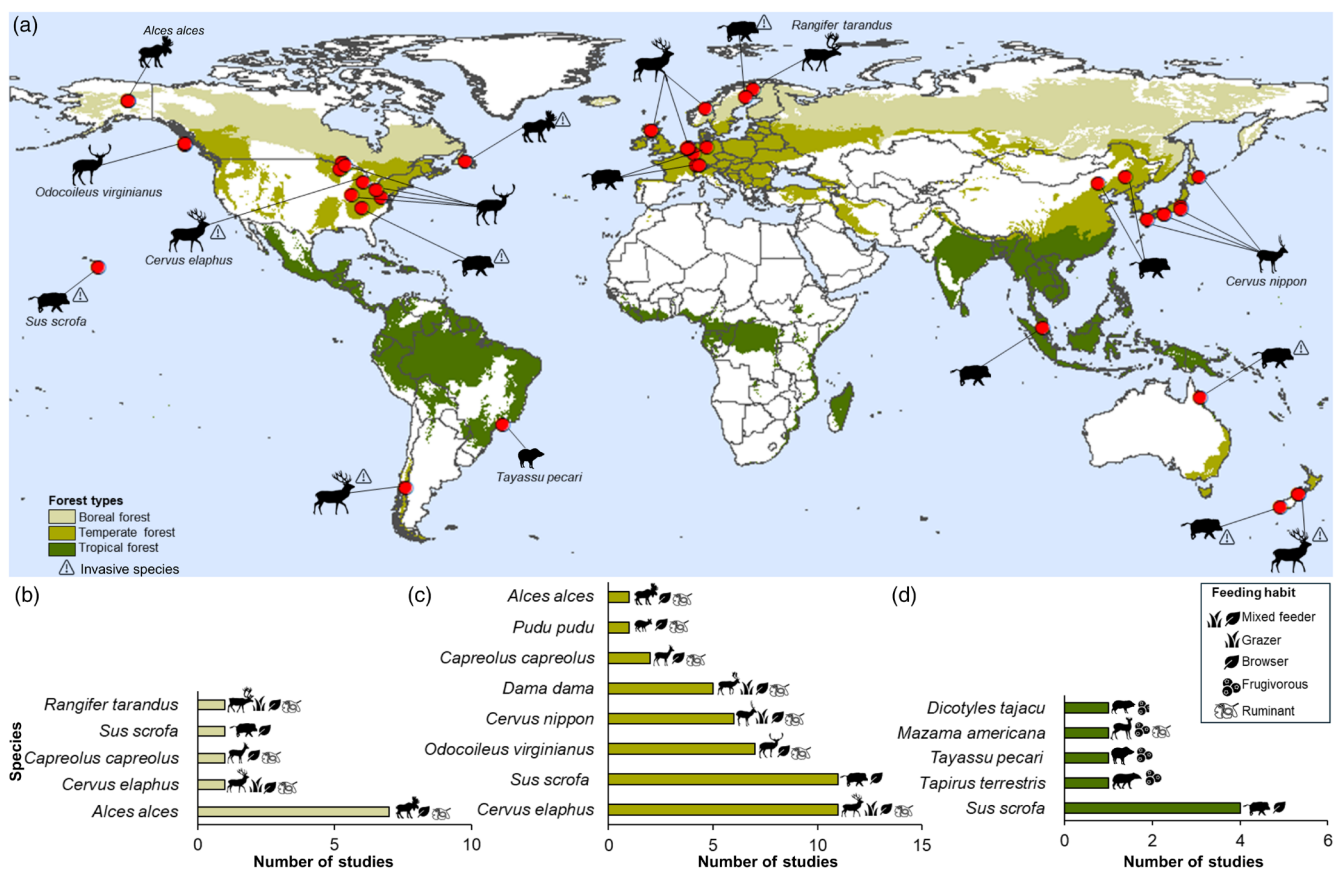 (a)
Alces alces
Rangifer tarandus
Odocoileus virginianus
Cervus elaphus
Sus scrofa
Cervus nippon
Tayassu pecari
Forest types
Boreal forest
Temperate forest
Tropical forest
Invasive species
(b)
Species
Rangifer tarandus
Sus scrofa
Capreolus capreolus
Cervus elaphus
Alces alces
0 5 10
Number of studies
(c)
Alces alces
Pudu pudu
Capreolus capreolus
Dama dama
Cervus nippon
Odocoileus virginianus
Sus scrofa
Cervus elaphus
0 5 10 15
Number of studies
(d)
Dicotyles tajacu
Mazama americana
Tayassu pecari
Tapirus terrestris
Sus scrofa
0 2 4 6
Number of studies
Feeding habit
Mixed feeder
Grazer
Browser
Frugivorous
Ruminant